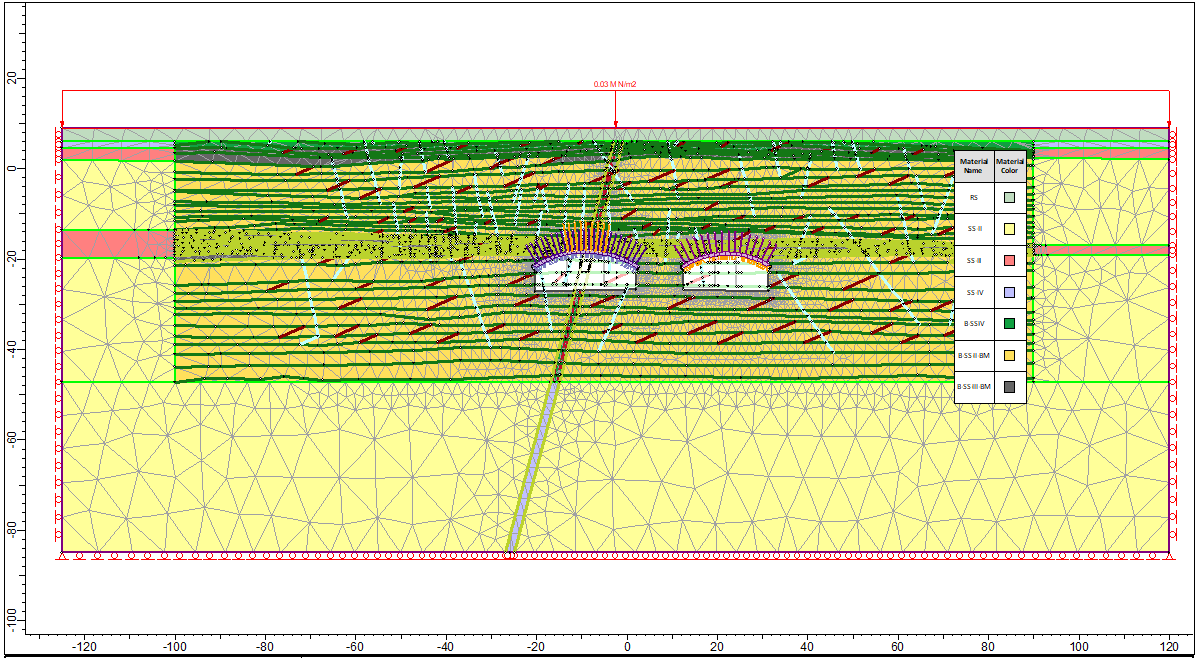 0.03 MN/m2
20
0
-20
-40
-60
-80
-100
Material Name
Material Color
RS
SS II
SS III
SS IV
B SSIV
B SS II BM
B SS III BM
-120
-100
-80
-60
-40
-20
0
20
40
60
80
100
120